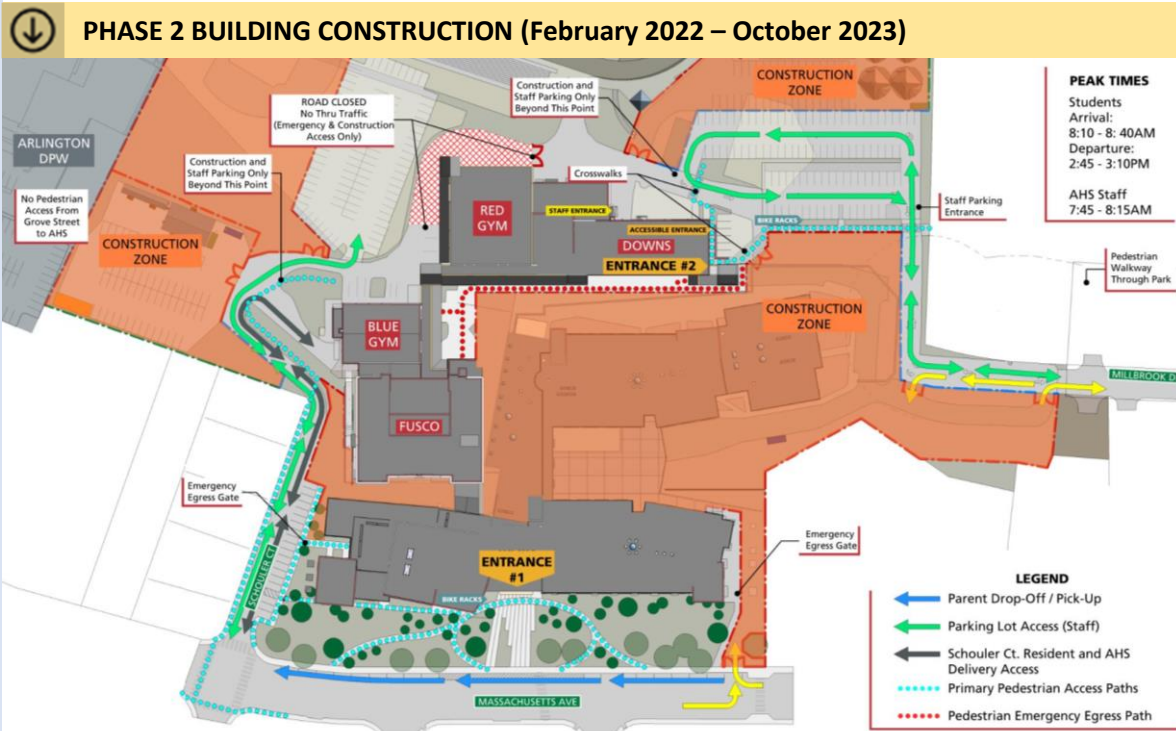 PHASE 2 BUILDING CONSTRUCTION (February 2022 – October 2023)
CONSTRUCTION
ZONE
PEAK TIMES
Students
Arrival:
8:10 - 8: 40AM
Departure:
2:45 - 3:10PM
AHS Staff
7:45 - 8:15AM
Construction and
Staff Parking Only
Beyond This Point
ROAD CLOSED
No Thru Traffic
(Emergency & Construction
Access Only)
ARLINGTON
DPW
Construction and
Staff Parking Only
Beyond This Point
No Pedestrian
Access From
Grove Street
to AHS
Crosswalks
RED
GYM
STAFF ENTRANCE
ACCESSIBLE ENTRANCE
DOWNS
ENTRANCE #2
BIKE RACKS
Staff Parking
Entrance
CONSTRUCTION
ZONE
Pedestrian
Walkway
Through Park
CONSTRUCTION
ZONE
BLUE
GYM
MILLBROOK D
FUSCO
Emergency
Egress Gate
SCHOULER CT
Emergency
Egress Gate
ENTRANCE
#1
BIKE RACKS
MASSACHUSETTS AVE
LEGEND
Parent Drop-Off / Pick-Up
Parking Lot Access (Staff)
Schouler Ct. Resident and AHS
Delivery Access
Primary Pedestrian Access Paths
Pedestrian Emergency Egress Path